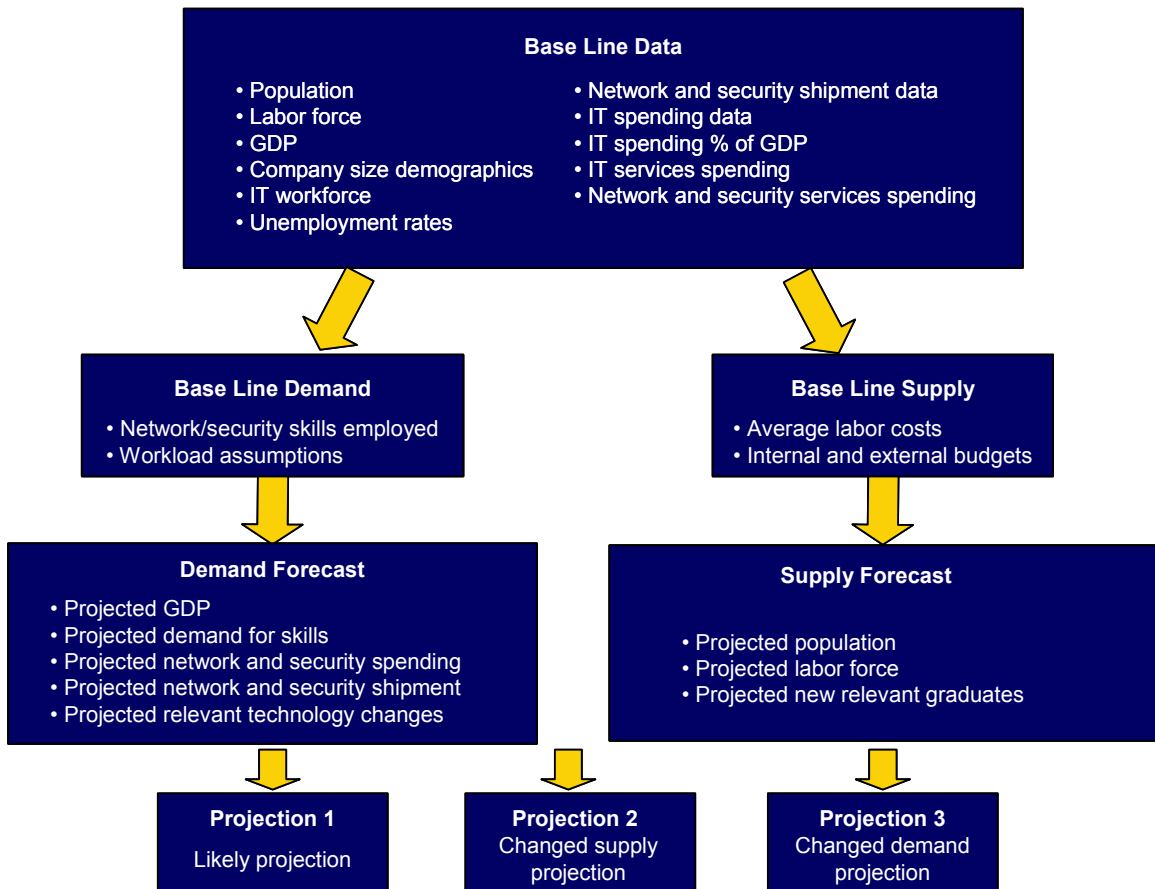 Base Line Data
• Population
• Labor force
• GDP
• Company size demographics
• IT workforce
• Unemployment rates
• Network and security shipment data
• IT spending data
• IT spending % of GDP
• IT services spending
• Network and security services spending
Base Line Demand
• Network/security skills employed
• Workload assumptions
Base Line Supply
• Average labor costs
• Internal and external budgets
Demand Forecast
• Projected GDP
• Projected demand for skills
• Projected network and security spending
• Projected network and security shipment
• Projected relevant technology changes
Supply Forecast
• Projected population
• Projected labor force
• Projected new relevant graduates
Projection 1
Likely projection
Projection 2
Changed supply
projection
Projection 3
Changed demand
projection